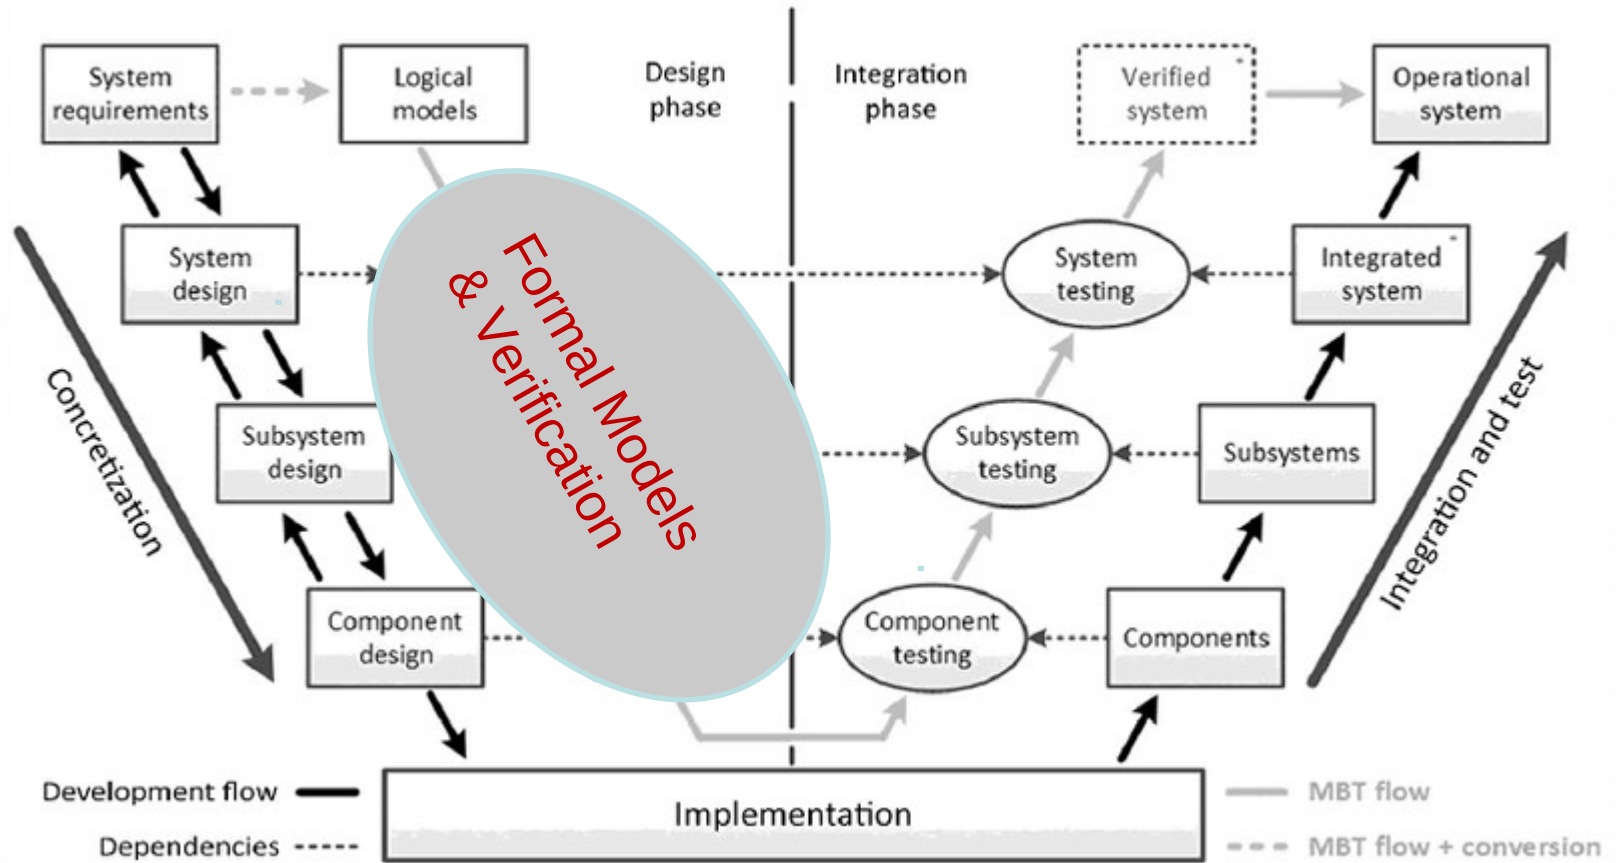 System
requirements
Logical
models
Design
phase
Integration
phase
Verified
system
Operational
system
System
design
Formal Models
& Verification
System
testing
Integrated
system
Concretization
Subsystem
design
Subsystem
testing
Subsystems
Integration and test
Component
design
Component
testing
Components
Development flow
Implementation
MBT flow
Dependencies
MBT flow + conversion